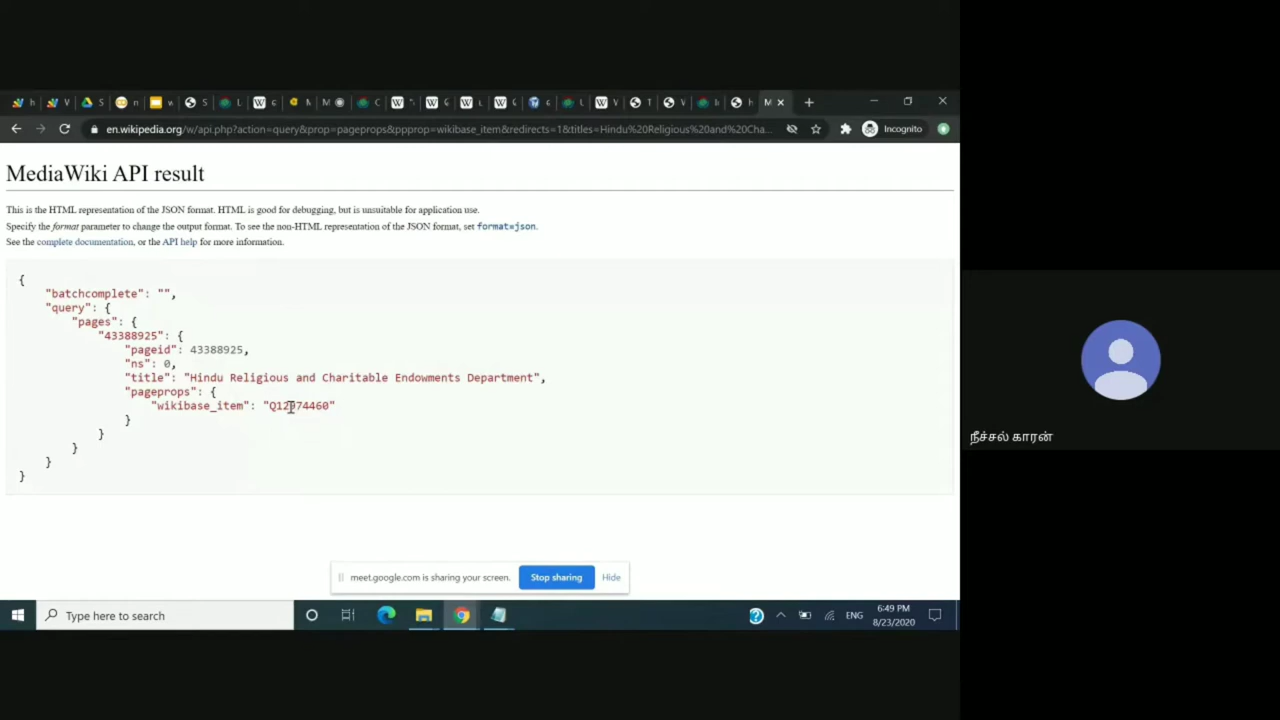 en.wikipedia.org/w/api.php?action=query&prop=pageprops&ppprop=wikibase_item&redirects=1&titles=Hindu%20Religious%20and%20Cha...
Incognito
MediaWiki API result
This is the HTML representation of the JSON format. HTML is good for debugging, but is unsuitable for application use.
Specify the format parameter to change the output format. To see the non-HTML representation of the JSON format, set format=json.
See the complete documentation, or the API help for more information.
{
"batchcomplete": "",
"query": {
"pages": {
"43388925": {
"pageid": 43388925,
"ns": 0,
"title": "Hindu Religious and Charitable Endowments Department",
"pageprops": {
"wikibase_item":
}
}
}
}
}
நீச்சல் காரன்
meet.google.com is sharing your screen.
Stop sharing
Hide
Type here to search
ENG
6:49 PM
8/23/2020